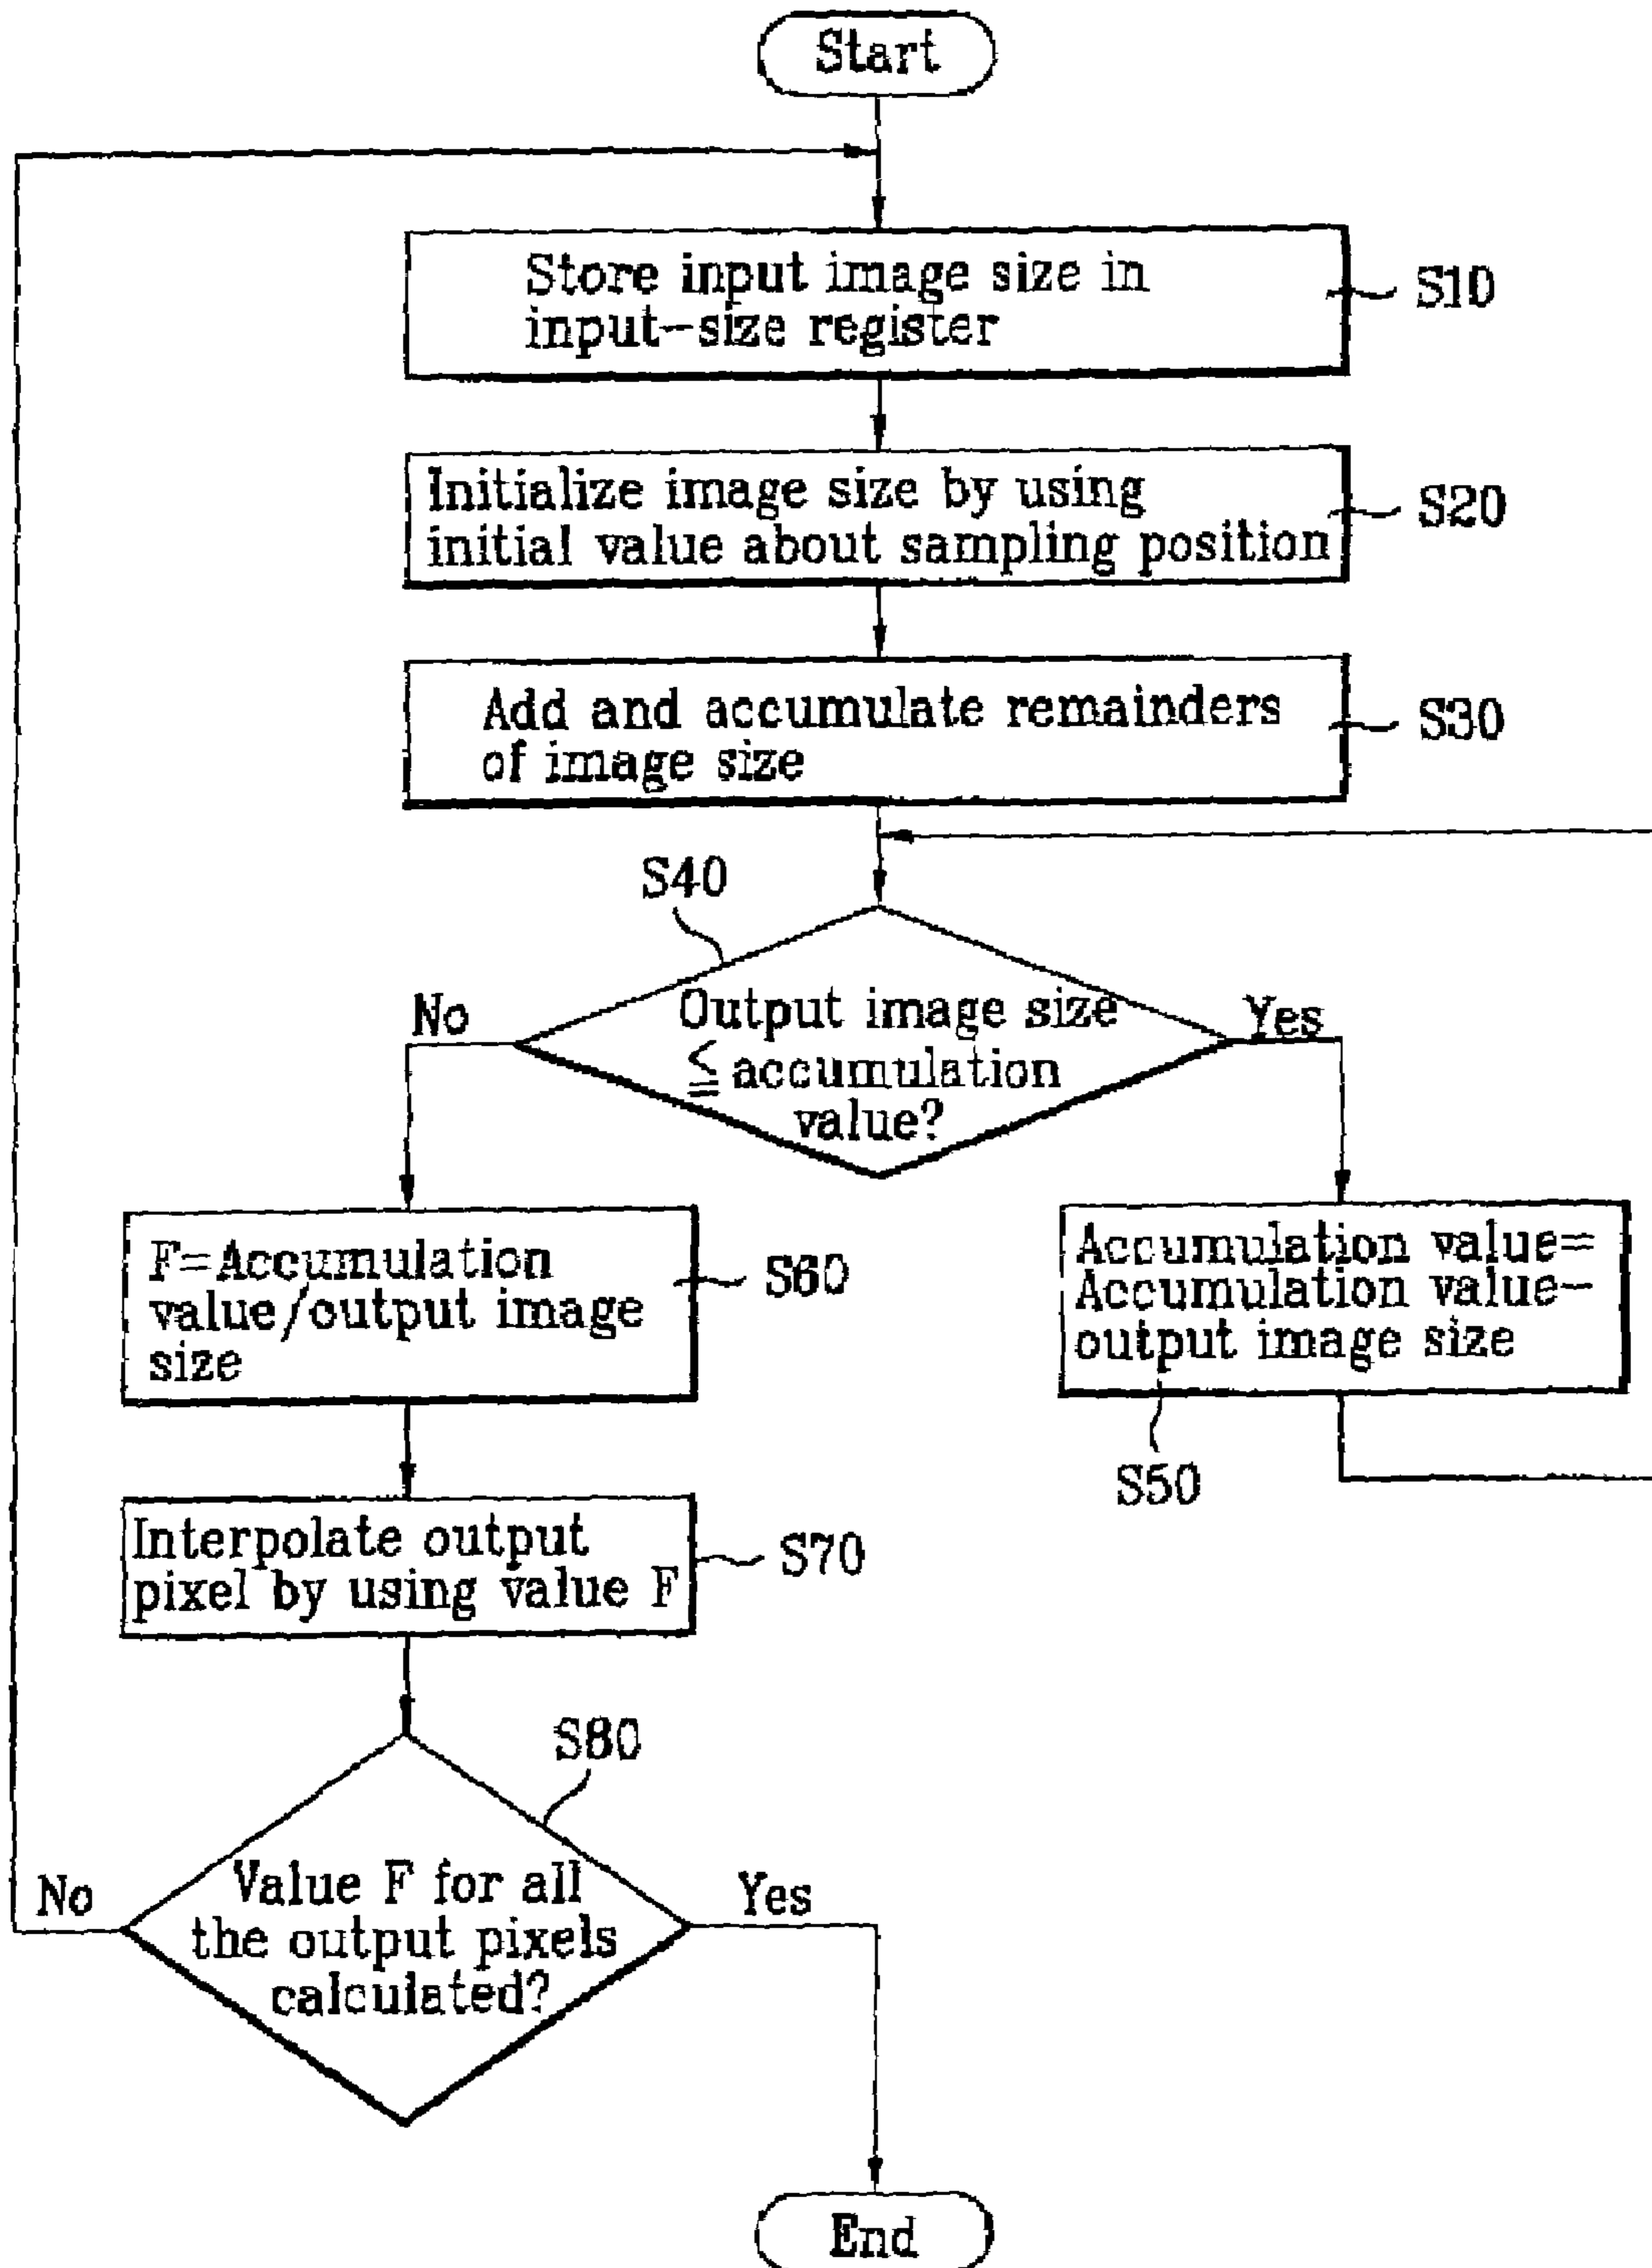 Start
Store input image size in
input-size register
S10
Initialize image size by using
initial value about sampling position
S20
Add and accumulate remainders
of image size
S30
S40
No
Output image size
≦ accumulation
value?
Yes
F=Accumulation
value/output image
size
S60
Accumulation value=
Accumulation value-
output image size
S50
Interpolate output
pixel by using value F
S70
S80
No
Value F for all
the output pixels
calculated?
Yes
End